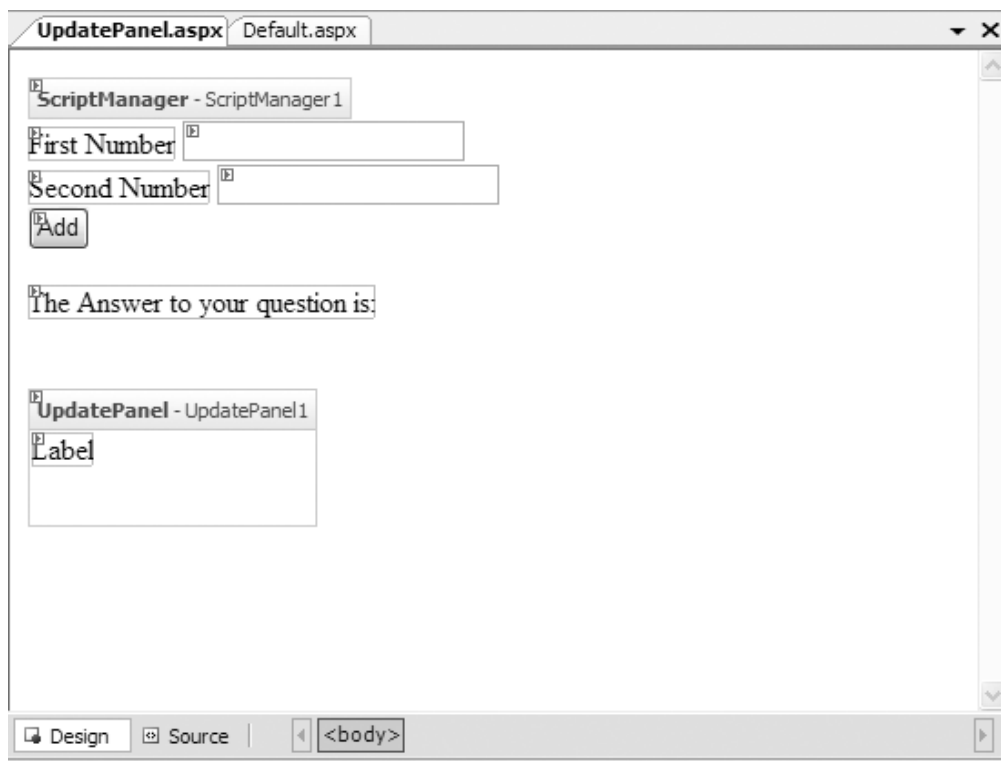 UpdatePanel.aspx Default.aspx
ScriptManager - ScriptManager1
First Number
Second Number
Add
The Answer to your question is:
UpdatePanel - UpdatePanel1
Label
Design Source <body>